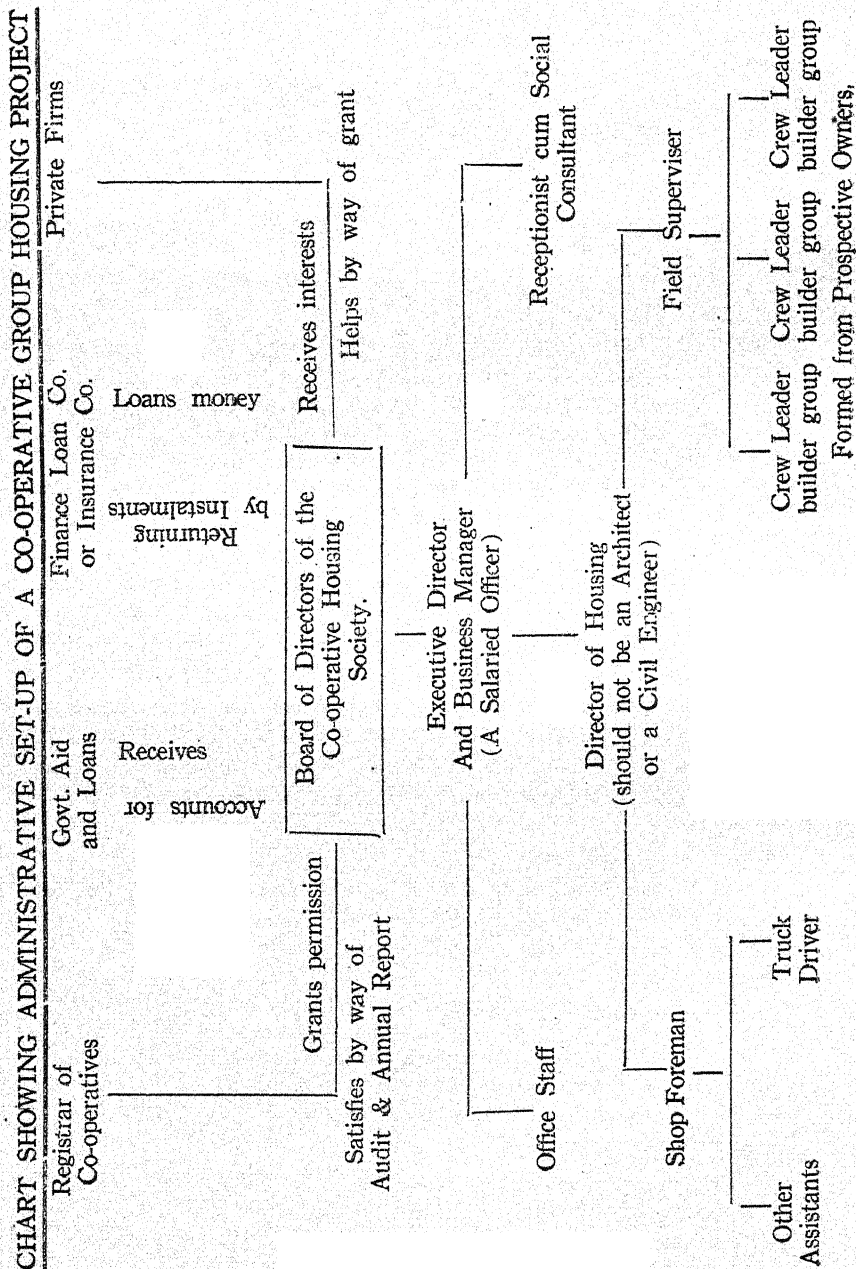 CHART SHOWING ADMINISTRATIVE SET-UP OF A CO-OPERATIVE GROUP HOUSING PROJECT
Registrar of
Co-operatives
Govt. Aid
and Loans
Finance Loan Co.
or Insurance Co.
Private Firms
Accounts for
Receives
Returning
by Instalments
Loans money
Grants permission
Satisfies by way of
Audit & Annual Report
Board of Directors of the
Co-operative Housing
Society.
Receives interests
Helps by way of grant
Executive Director
And Business Manager
(A Salaried Officer)
Office Staff
Receptionist cum Social
Consultant
Director of Housing
(should not be an Architect
or a Civil Engineer)
Shop Foreman
Field Superviser
Other
Assistants
Truck
Driver
Crew Leader
builder group
Crew Leader
builder group
Crew Leader
builder group
Formed from Prospective Owners,